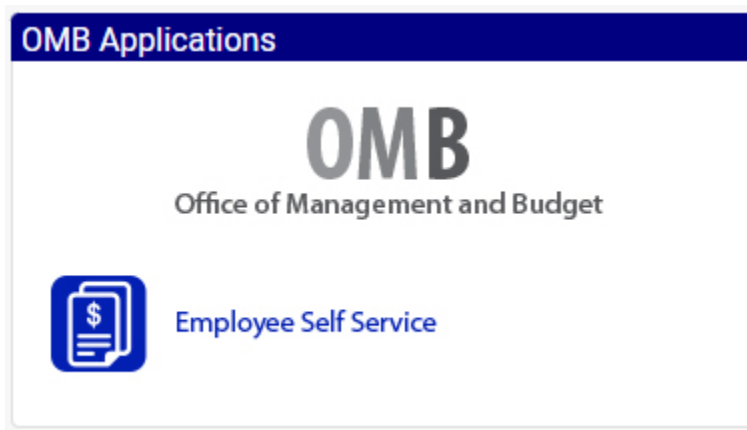 OMB Applications
OMB
Office of Management and Budget
$
Employee Self Service